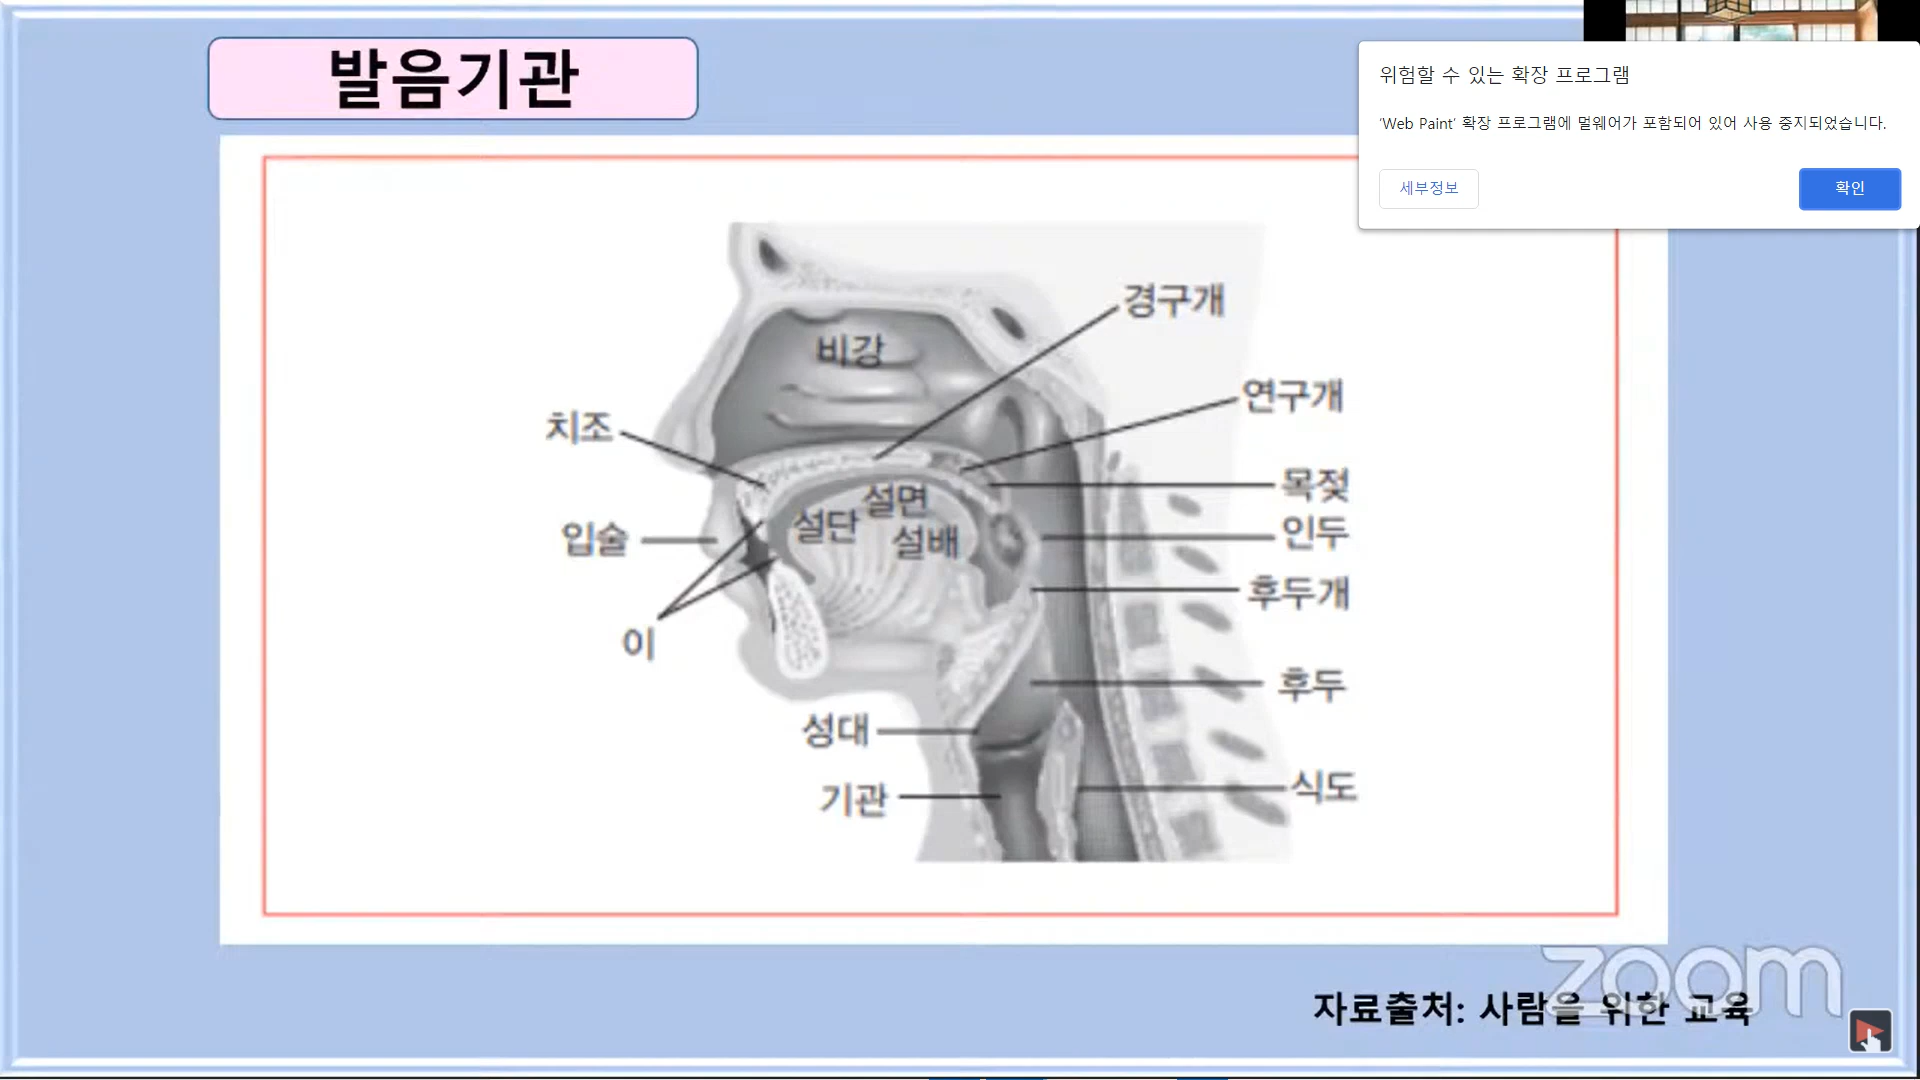 발음기관
위험할 수 있는 확장 프로그램
‘Web Paint’ 확장 프로그램에 멀웨어가 포함되어 있어 사용 중지되었습니다.
세부정보
확인
경구개
비강
연구개
치조
목젖
설면
설단
입술
설배
인두
후두개
이
후두
성대
기관
식도
zoom
자료출처: 사람을 위한 교육